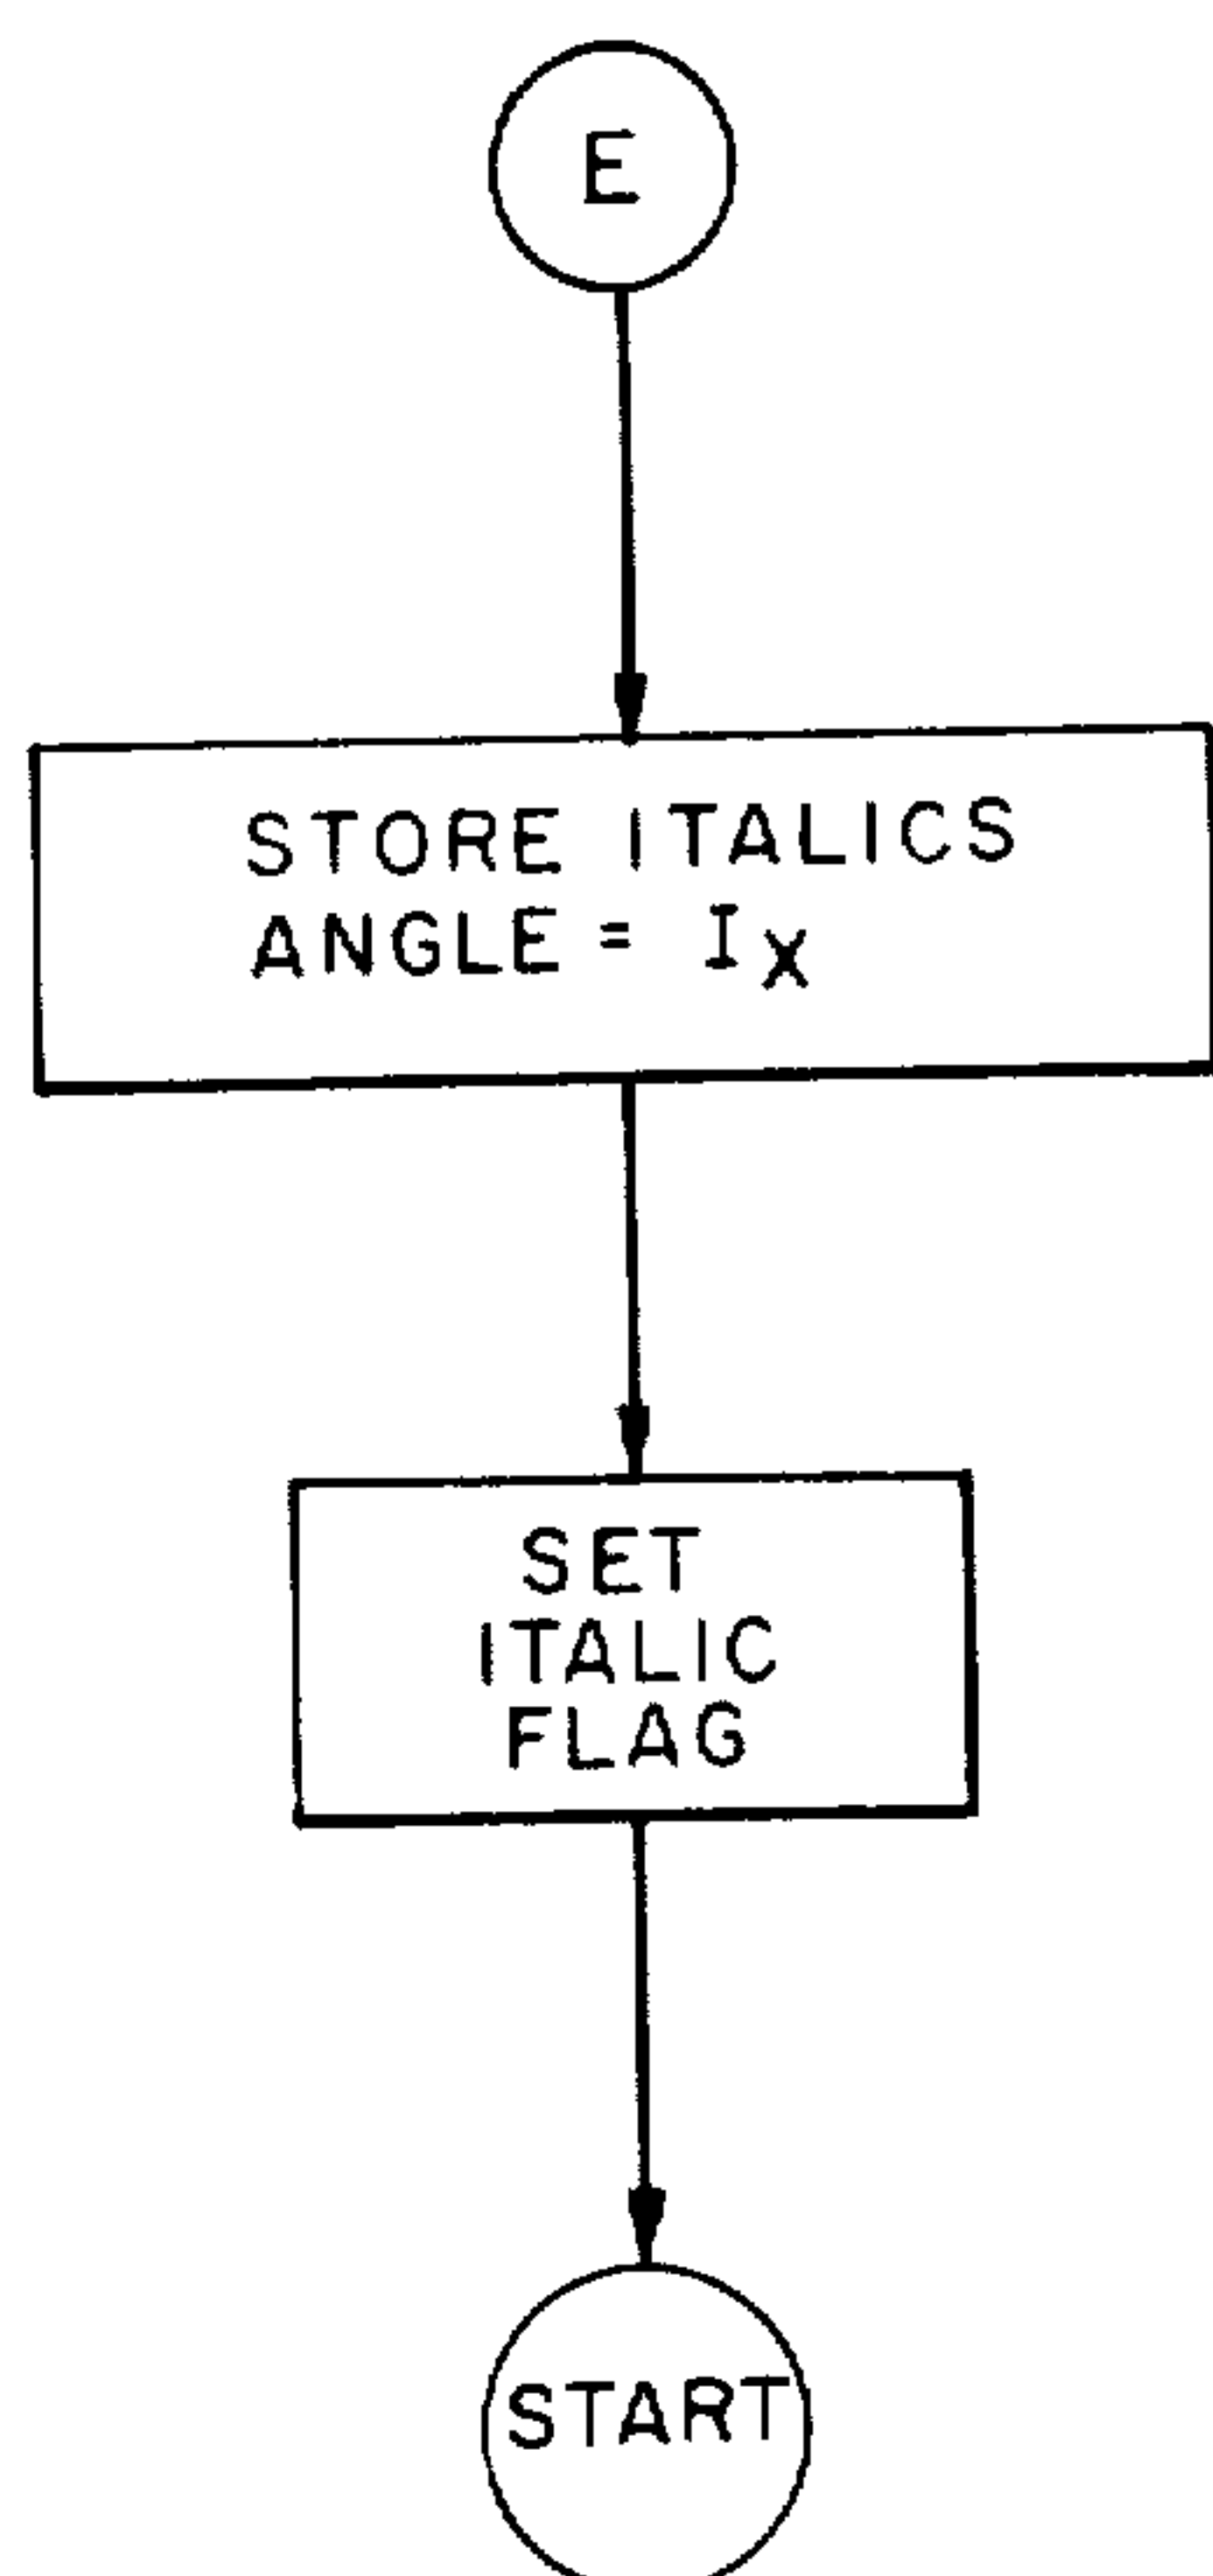 E
STORE ITALICS
ANGLE = Ix
SET
ITALIC
FLAG
START